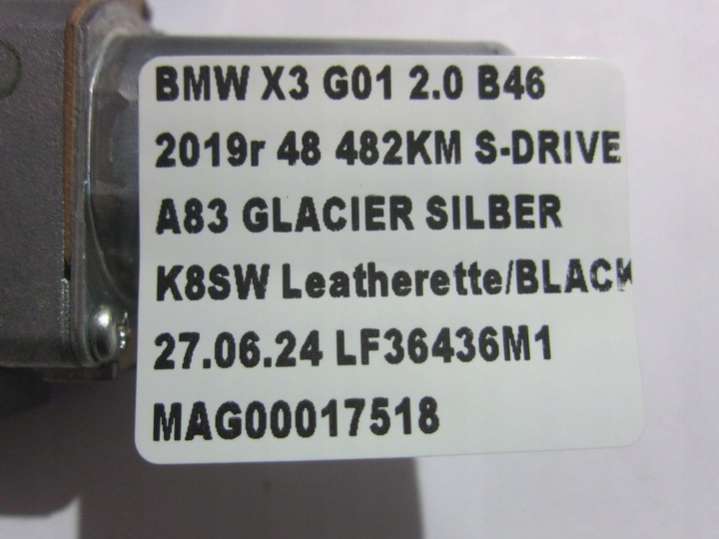 BMW X3 G01 2.0 B46
2019r 48 482KM S-DRIVE
A83 GLACIER SILBER
K8SW Leatherette/BLACK
27.06.24 LF36436M1
MAG00017518